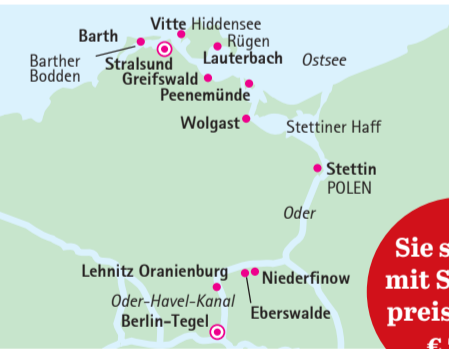 Vitte Hiddensee
Barth
Rügen
Barther
Bodden
Stralsund
Lauterbach
Ostsee
Greifswald
Peenemünde
Wolgast
Stettiner Haff
Stettin
POLEN
Oder
Lehnitz Oranienburg
Niederfinow
Oder-Havel-Kanal
Eberswalde
Berlin-Tegel
Sie s
mit S
preis
€